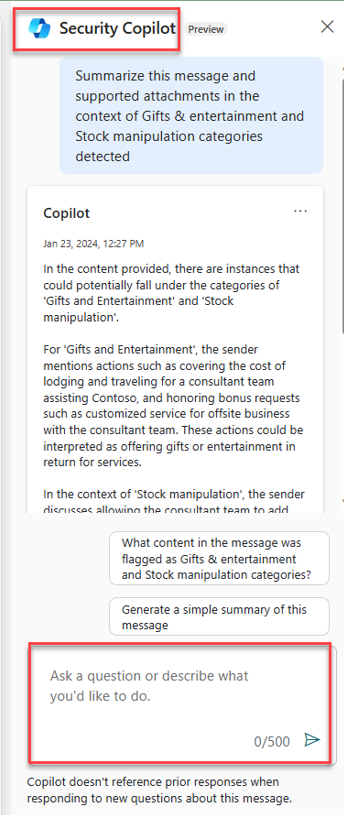 Security Copilot Preview
Summarize this message and
supported attachments in the
context of Gifts & entertainment and
Stock manipulation categories
detected
Copilot
Jan 23, 2024, 12:27 PM
In the content provided, there are instances that
could potentially fall under the categories of
'Gifts and Entertainment' and 'Stock
manipulation'.
For 'Gifts and Entertainment', the sender
mentions actions such as covering the cost of
lodging and traveling for a consultant team
assisting Contoso, and honoring bonus requests
such as customized service for offsite business
with the consultant team. These actions could be
interpreted as offering gifts or entertainment in
return for services.
In the context of 'Stock manipulation', the sender
discusses allowing the consultant team to add
What content in the message was
flagged as Gifts & entertainment
and Stock manipulation categories?
Generate a simple summary of this
message
Ask a question or describe what
you'd like to do.
0/500
Copilot doesn't reference prior responses when
responding to new questions about this message.